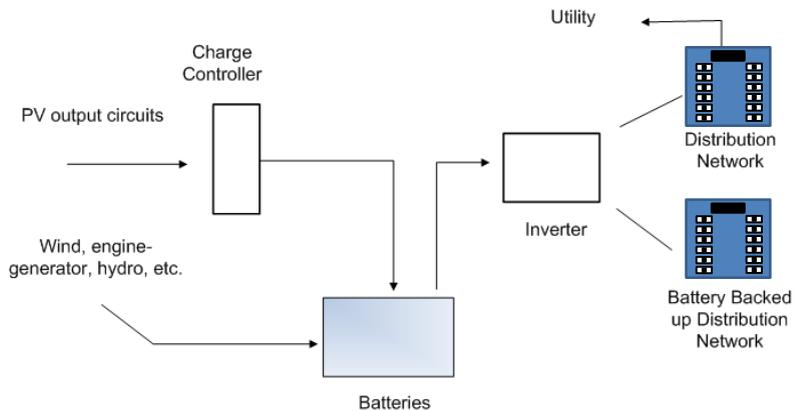 Utility
Charge
Controller
PV output circuits
Distribution
Network
Inverter
Wind, engine-
generator, hydro, etc.
Battery Backed
up Distribution
Network
Batteries